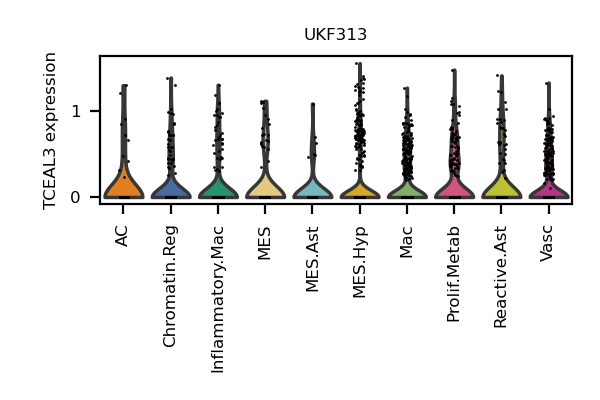 UKF313
TCEAL3 expression
1
0
AC
Chromatin.Reg
Inflammatory.Mac
MES
MES.Ast
MES.Hyp
Mac
Prolif.Metab
Reactive.Ast
Vasc